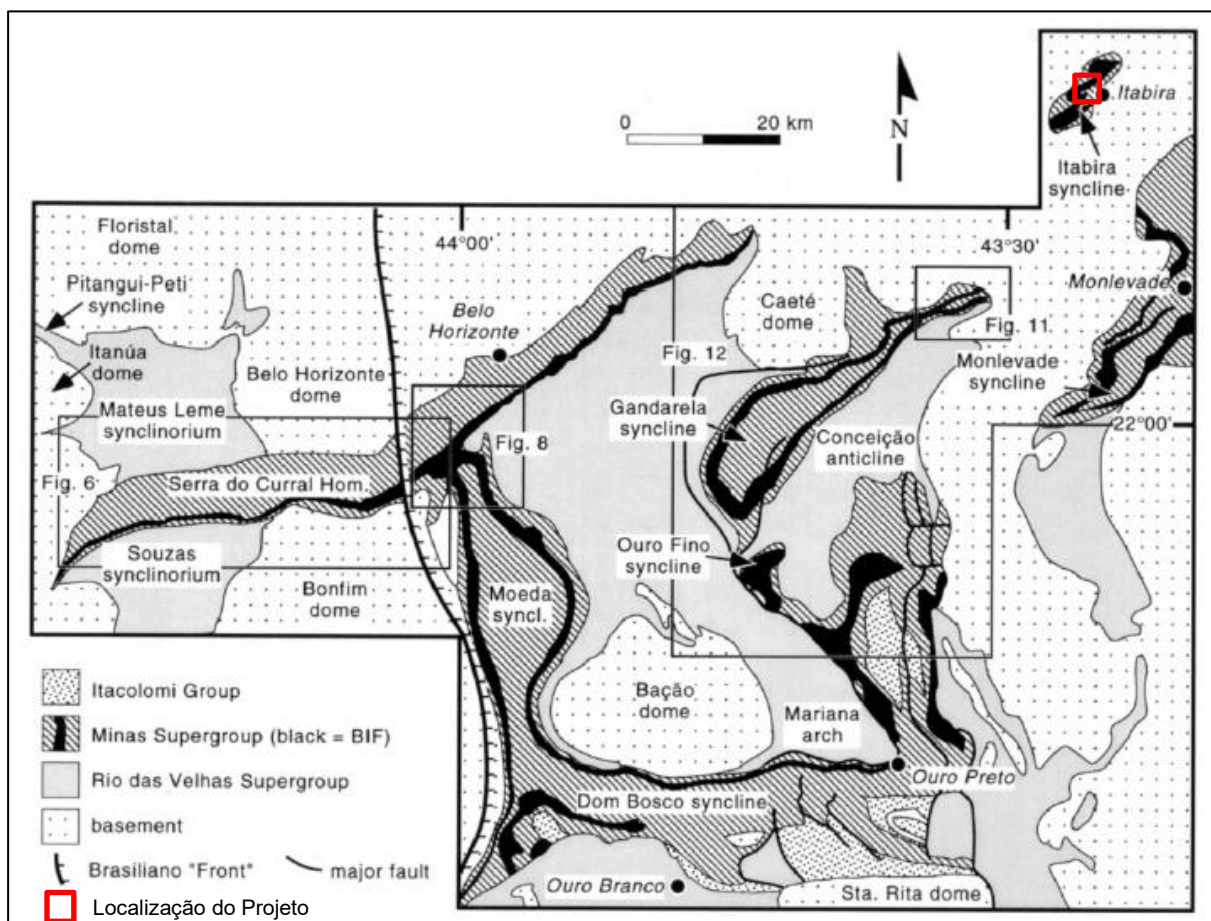 0 20 km
N
Itabira
Itabira
syncline
Floristal
dome
44°00'
43°30'
Pitangui-Peti
syncline
Belo
Horizonte
Caeté
dome
Monlevade
Fig. 11
Itanúa
dome
Fig. 12
Belo Horizonte
dome
Monlevade
syncline
Mateus Leme
synclinorium
Gandarela
syncline
22°00'
Conceição
anticline
Fig. 8
Fig. 6
Serra do Curral Hom.
Souzas
synclinorium
Ouro Fino
syncline
Bonfim
dome
Moeda
syncl.
Bação
dome
Mariana
arch
Ouro Preto
Dom Bosco syncline
Ouro Branco
Sta. Rita dome
Itacolomi Group
Minas Supergroup (black = BIF)
Rio das Velhas Supergroup
basement
Brasiliano "Front" major fault
Localização do Projeto